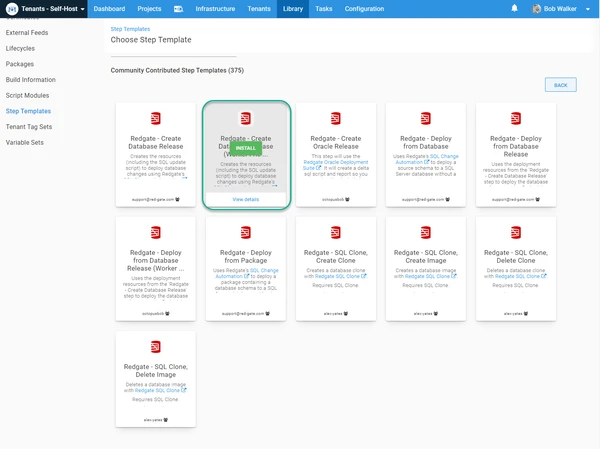 Tenants - Self-Host
Dashboard Projects Infrastructure Tenants Library Tasks Configuration Bob Walker
External Feeds
Lifecycles
Packages
Build Information
Script Modules
Step Templates
Tenant Tag Sets
Variable Sets
Step Templates
Choose Step Template
Community Contributed Step Templates (375)
BACK
Redgate - Create
Database Release
Creates the resources
(including the SQL update
script) to deploy database
changes using Redgate's
support@red-gate.com
Redgate - Create
INSTALL
Creates the resources
(including the SQL update
script) to deploy database
changes using Redgate's
View details
Redgate - Create
Oracle Release
This step will use the
Redgate Oracle Deployment
Suite. It will create a delta
sql script and report so you
octopusbob
Redgate - Deploy
from Database
Uses Redgate's SQL Change
Automation to deploy a
source schema to a SQL
Server database without a
support@red-gate.com
Redgate - Deploy
from Database
Release
Uses the deployment
resources from the 'Redgate
- Create Database Release'
step to deploy the database
support@red-gate.com
Redgate - Deploy
from Database
Release (Worker ...
Uses the deployment
resources from the 'Redgate
- Create Database Release'
step to deploy the database
octopusbob
Redgate - Deploy
from Package
Uses Redgate's SQL Change
Automation to deploy a
package containing a
database schema to a SQL
support@red-gate.com
Redgate - SQL Clone,
Create Clone
Creates a database clone
with Redgate SQL Clone.
Requires SQL Clone
alex.yates
Redgate - SQL Clone,
Create Image
Creates a database image
with Redgate SQL Clone.
Requires SQL Clone
alex.yates
Redgate - SQL Clone,
Delete Clone
Deletes a database clone
with Redgate SQL Clone.
Requires SQL Clone
alex.yates
Redgate - SQL Clone,
Delete Image
Deletes a database image
with Redgate SQL Clone.
Requires SQL Clone
alex.yates